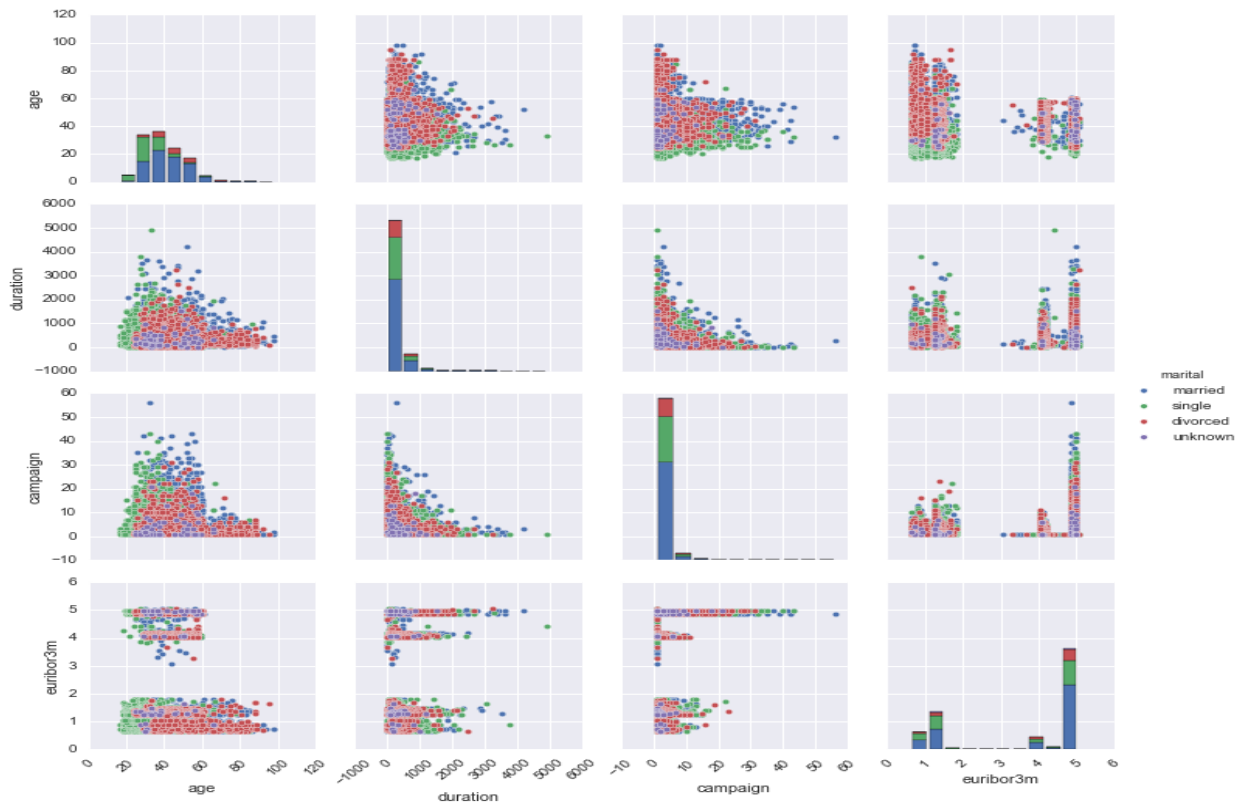 120
100
80
60
40
20
0
age
6000
5000
4000
3000
2000
1000
0
−1000
duration
60
50
40
30
20
10
0
−10
campaign
6
5
4
3
2
1
0
euribor3m
marital
married
single
divorced
unknown
0 20 40 60 80 100 120
age
−1000 0 1000 2000 3000 4000 5000 6000
duration
−10 0 10 20 30 40 50 60
campaign
0 1 2 3 4 5 6
euribor3m